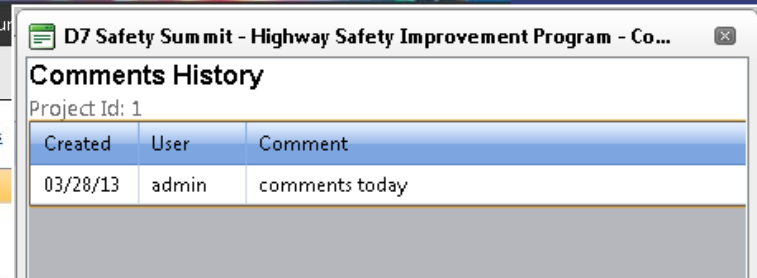 D7 Safety Summit - Highway Safety Improvement Program - Co...
Comments History
Project Id: 1
Created User Comment
03/28/13 admin comments today